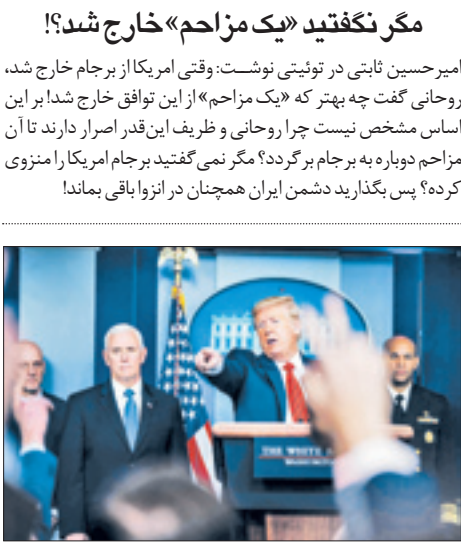 مگر نگفتید «یک مزاحم» خارج شد؟!
امیرحسین ثابتی در توئیتی نوشت: وقتی امریکا از برجام خارج شد،
روحانی گفت چه بهتر که «یک مزاحم» از این توافق خارج شد! بر این
اساس مشخص نیست چرا روحانی و ظریف این‌قدر اصرار دارند تا آن
مزاحم دوباره به برجام برگردد؟ مگر نمی‌گفتید برجام امریکا را منزوی
کرده؟ پس بگذارید دشمن ایران همچنان در انزوا باقی بماند!
THE WHITE